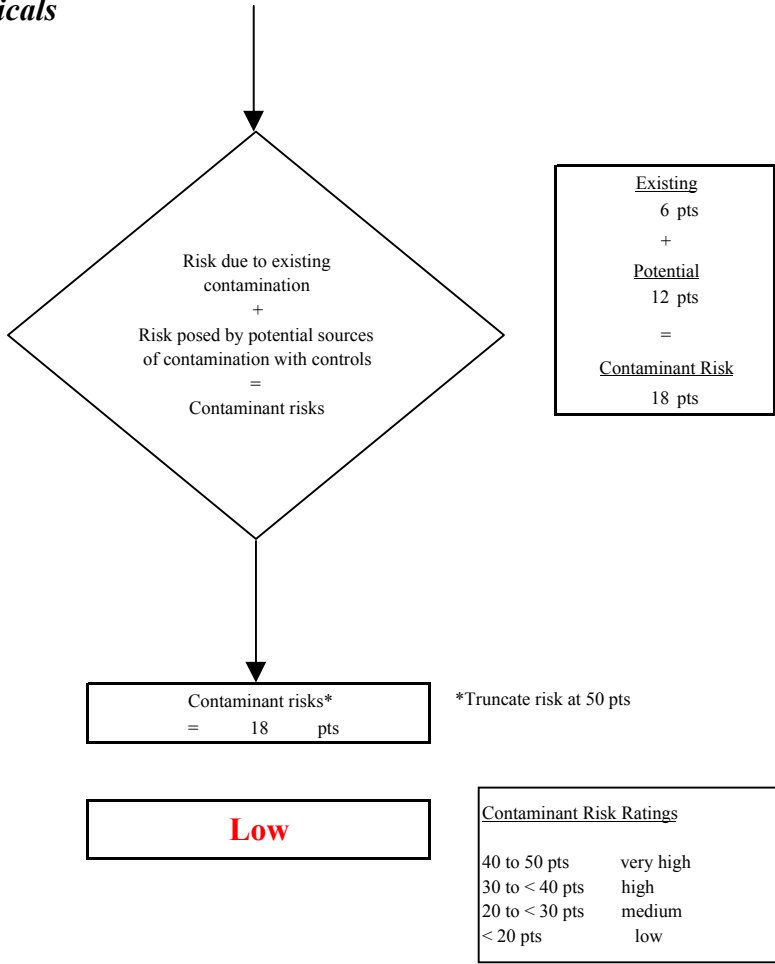 Risk due to existing
contamination
+
Risk posed by potential sources
of contamination with controls
=
Contaminant risks
Existing
6 pts
+
Potential
12 pts
=
Contaminant Risk
18 pts
Contaminant risks*
= 18 pts
*Truncate risk at 50 pts
Low
Contaminant Risk Ratings
40 to 50 pts very high
30 to < 40 pts high
20 to < 30 pts medium
< 20 pts low